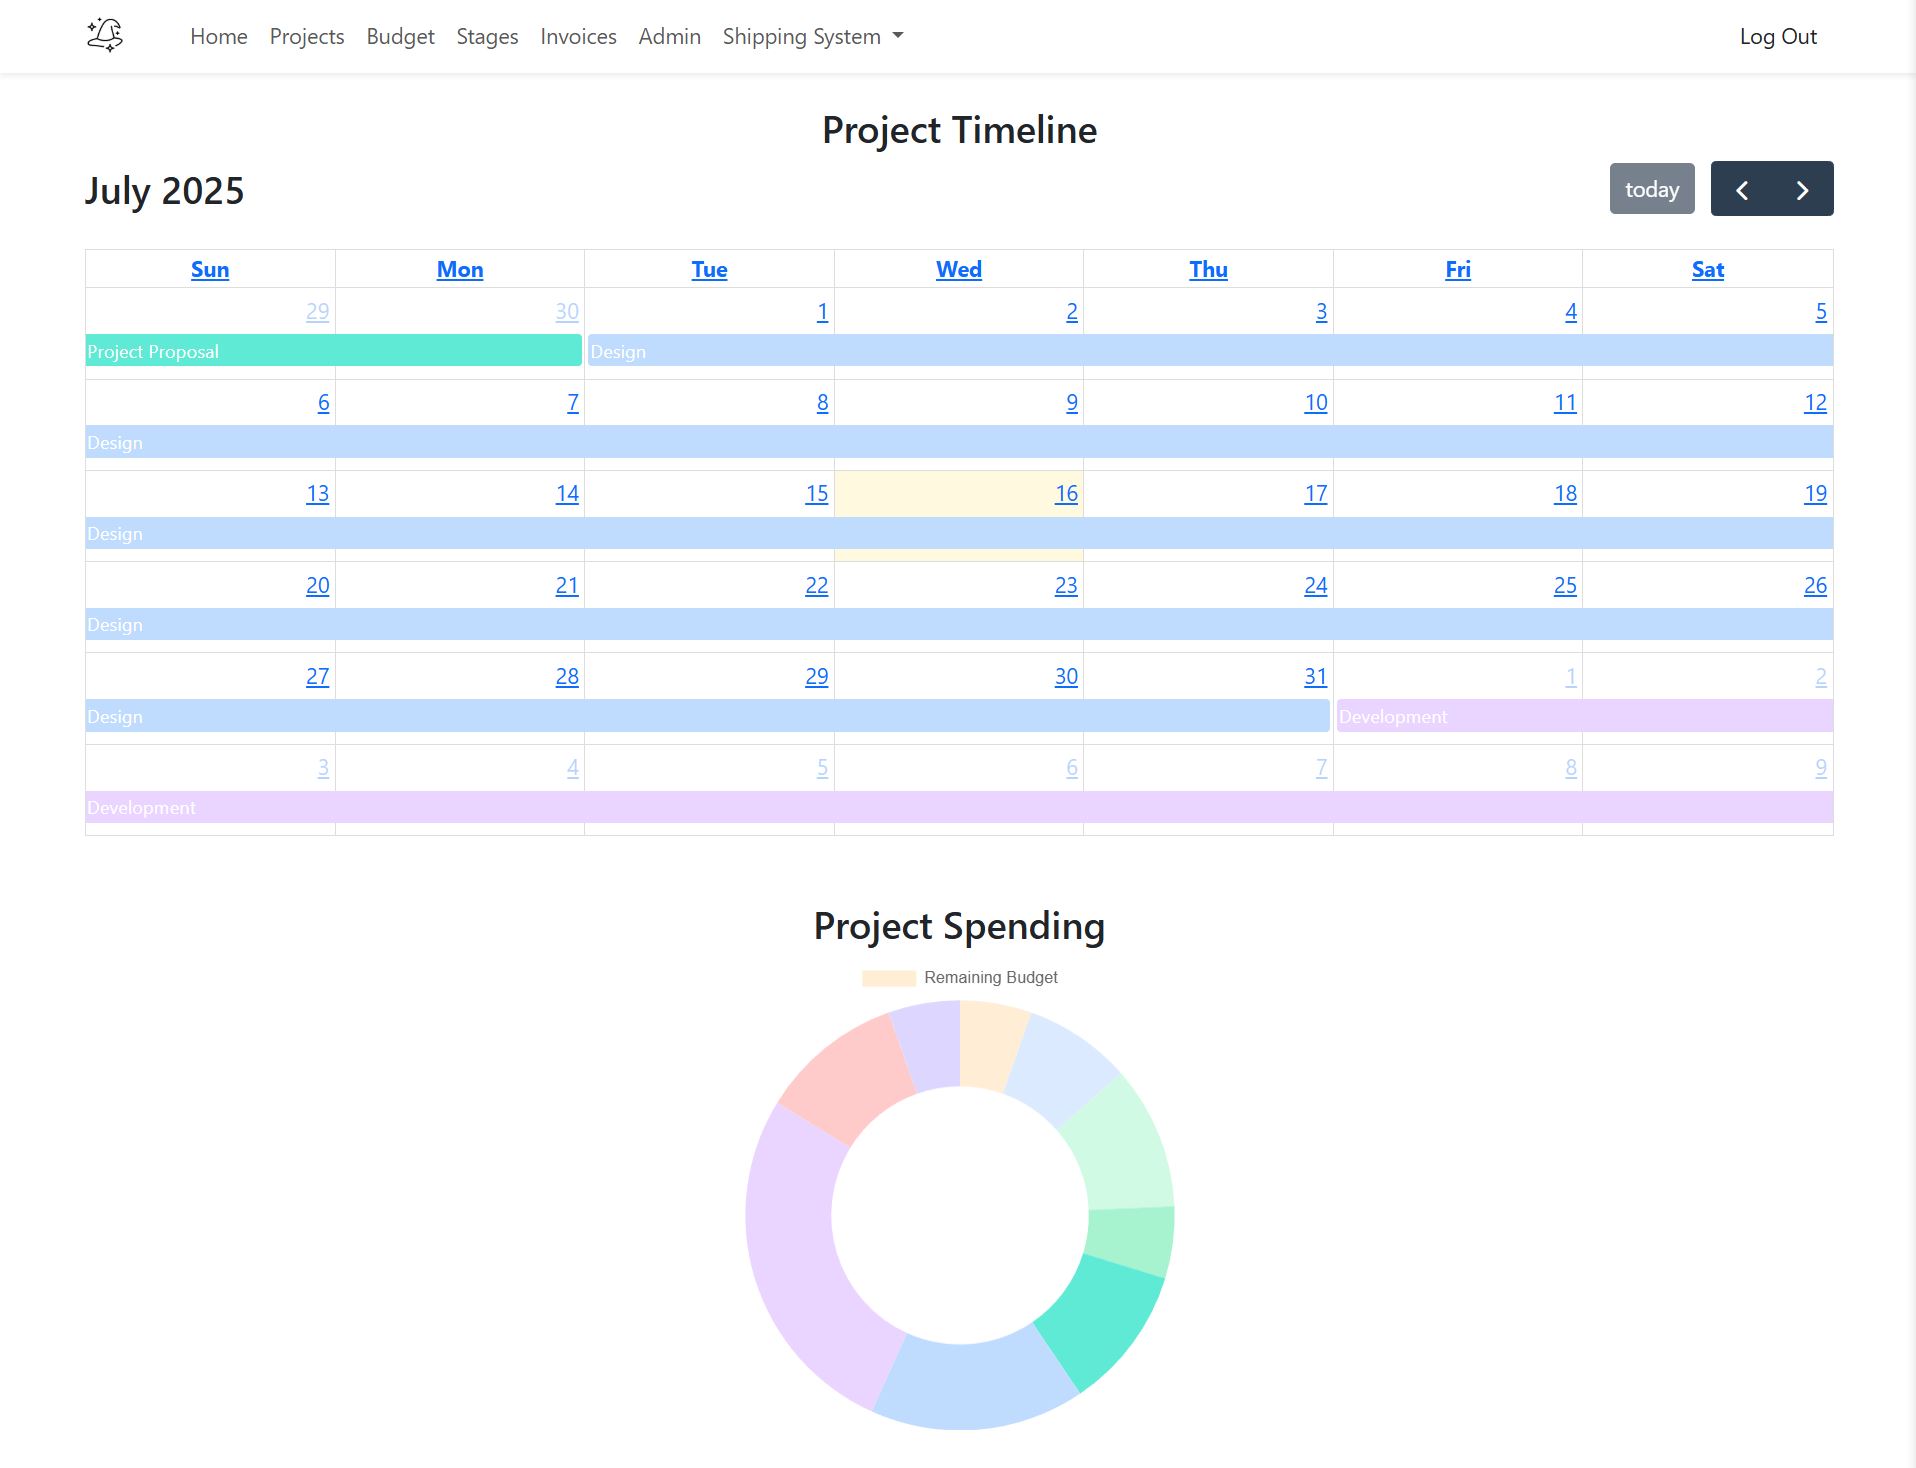 Home Projects Budget Stages Invoices Admin Shipping System Log Out
Project Timeline
July 2025 today
Sun Mon Tue Wed Thu Fri Sat
29 30 1 2 3 4 5
Project Proposal Design
6 7 8 9 10 11 12
Design
13 14 15 16 17 18 19
Design
20 21 22 23 24 25 26
Design
27 28 29 30 31 1 2
Design Development
3 4 5 6 7 8 9
Development
Project Spending
Remaining Budget